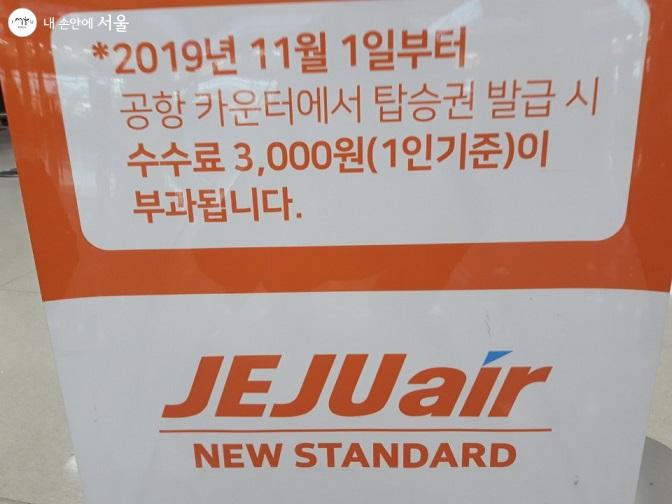 내 손안에 서울
*2019년 11월 1일부터
공항 카운터에서 탑승권 발급 시
수수료 3,000원(1인기준)이
부과됩니다.
JEJUair
NEW STANDARD